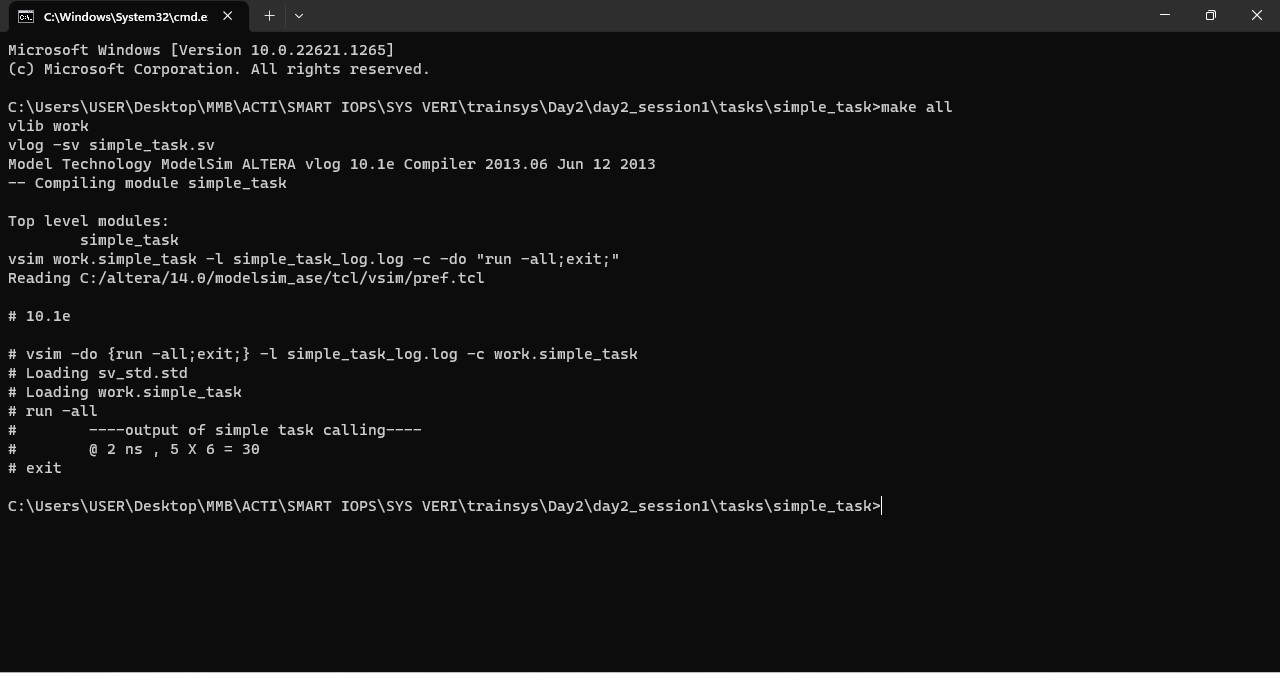 C:\Windows\System32\cmd.e
Microsoft Windows [Version 10.0.22621.1265]
(c) Microsoft Corporation. All rights reserved.
C:\Users\USER\Desktop\MMB\ACTI\SMART IOPS\SYS VERI\trainsys\Day2\day2_session1\tasks\simple_task>make all
vlib work
vlog -sv simple_task.sv
Model Technology ModelSim ALTERA vlog 10.1e Compiler 2013.06 Jun 12 2013
-- Compiling module simple_task
Top level modules:
simple_task
vsim work.simple_task -l simple_task_log.log -c -do "run -all;exit;"
Reading C:/altera/14.0/modelsim_ase/tcl/vsim/pref.tcl
# 10.1e
# vsim -do {run -all;exit;} -l simple_task_log.log -c work.simple_task
# Loading sv_std.std
# Loading work.simple_task
# run -all
# ----output of simple task calling----
# @ 2 ns , 5 X 6 = 30
# exit
C:\Users\USER\Desktop\MMB\ACTI\SMART IOPS\SYS VERI\trainsys\Day2\day2_session1\tasks\simple_task>